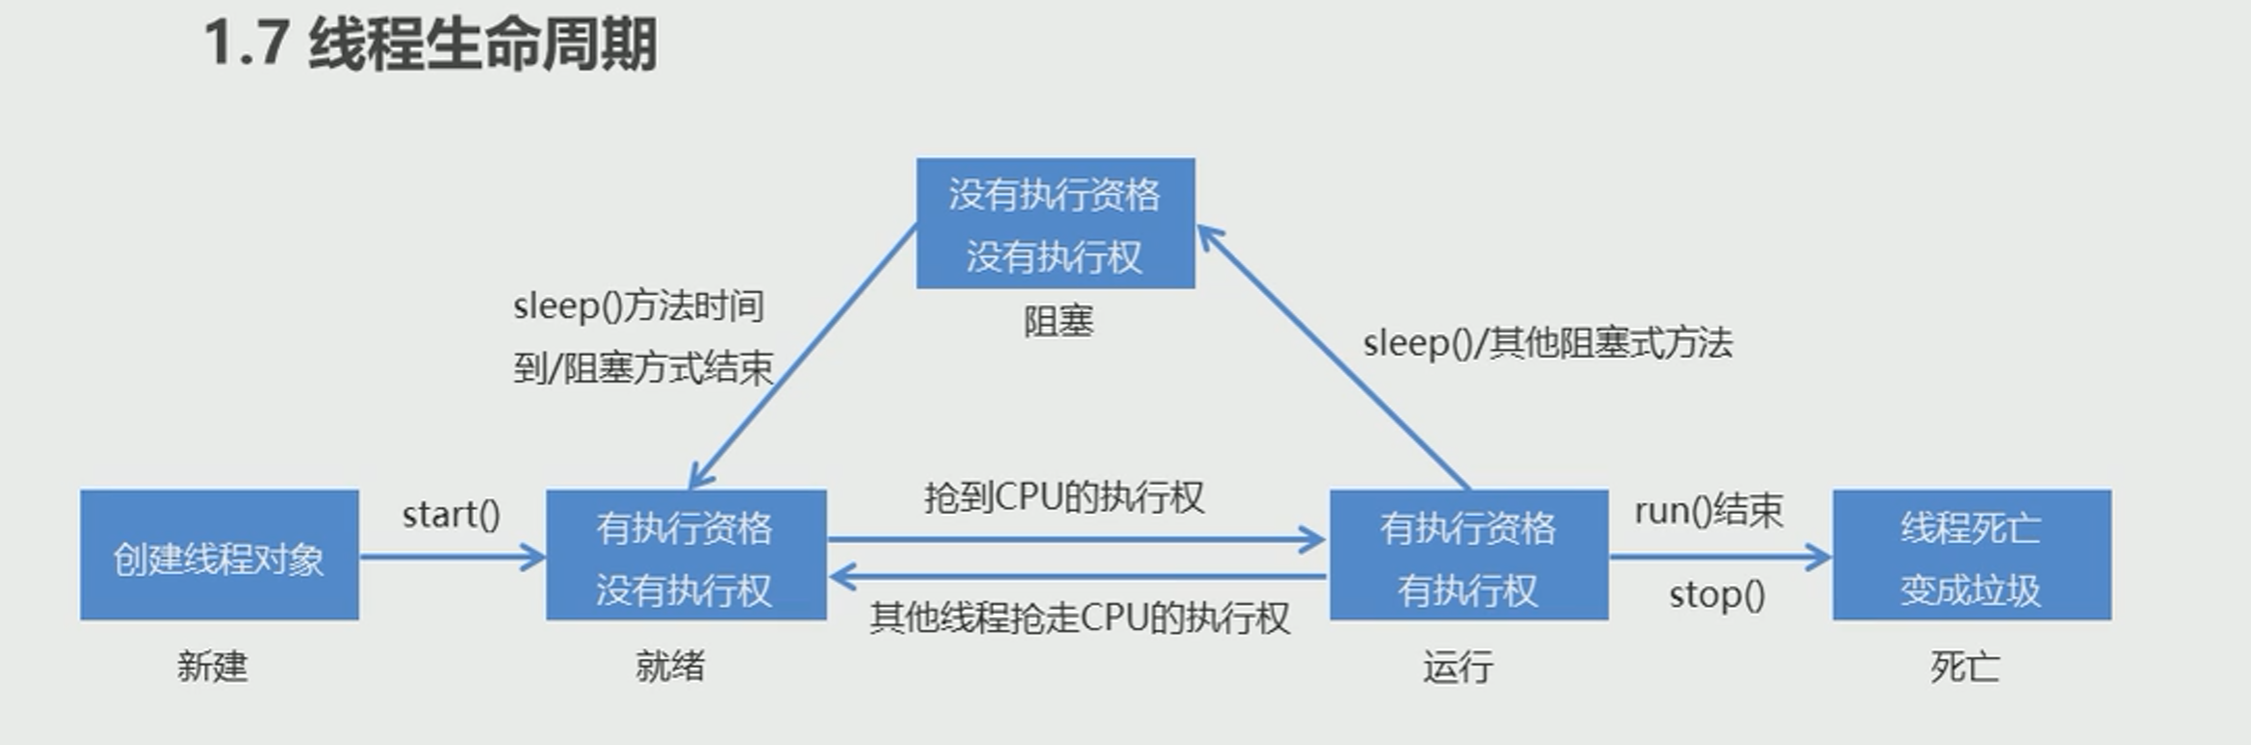 1.7 线程生命周期
没有执行资格
没有执行权
阻塞
sleep()方法时间
到/阻塞方式结束
sleep()/其他阻塞式方法
创建线程对象
新建
start()
有执行资格
没有执行权
就绪
抢到CPU的执行权
其他线程抢走CPU的执行权
有执行资格
有执行权
运行
run()结束
stop()
线程死亡
变成垃圾
死亡